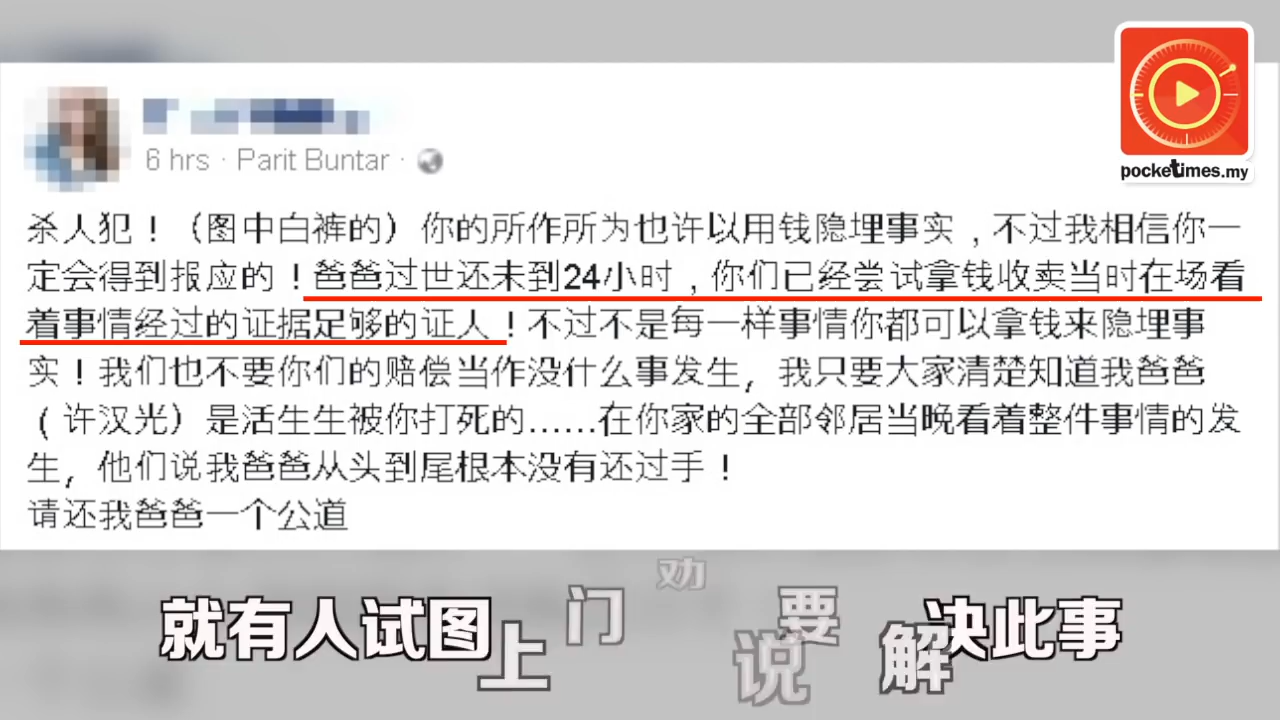 pocketimes.my
6 hrs · Parit Buntar ·
杀人犯！（图中白裤的）你的所作所为也许以用钱隐埋事实，不过我相信你一
定会得到报应的！爸爸过世还未到24小时，你们已经尝试拿钱收卖当时在场看
着事情经过的证据足够的证人！不过不是每一样事情你都可以拿钱来隐埋事
实！我们也不要你们的赔偿当作没什么事发生，我只要大家清楚知道我爸爸
（许汉光）是活生生被你打死的……在你家的全部邻居当晚看着整件事情的发
生，他们说我爸爸从头到尾根本没有还过手！
请还我爸爸一个公道
就有人试图上门劝说要解决此事